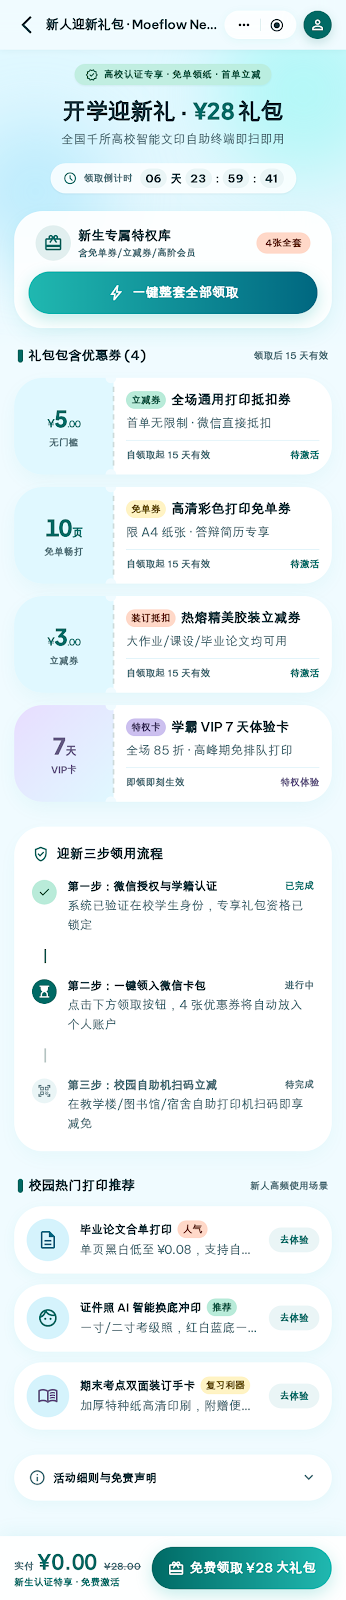 新人迎新礼包 · Moeflow Ne...
高校认证专享 · 免单领纸 · 首单立减
开学迎新礼 · ¥28 礼包
全国千所高校智能文印自助终端即扫即用
领取倒计时 06 天 23 : 59 : 41
新生专属特权库
含免单券/立减券/高阶会员
4张全套
一键整套全部领取
礼包包含优惠券 (4)
领取后 15 天有效
¥5.00
无门槛
立减券 全场通用打印抵扣券
首单无限制 · 微信直接抵扣
自领取起 15 天有效
待激活
10页
免单畅打
免单券 高清彩色打印免单券
限 A4 纸张 · 答辩简历专享
自领取起 15 天有效
待激活
¥3.00
立减券
装订抵扣 热熔精美胶装立减券
大作业/课设/毕业论文均可用
自领取起 15 天有效
待激活
7天
VIP卡
特权卡 学霸 VIP 7 天体验卡
全场 85 折 · 高峰期免排队打印
即领即刻生效
特权体验
迎新三步领用流程
第一步：微信授权与学籍认证
已完成
系统已验证在校学生身份，专享礼包资格已
锁定
第二步：一键领入微信卡包
进行中
点击下方领取按钮，4 张优惠券将自动放入
个人账户
第三步：校园自助机扫码立减
待完成
在教学楼/图书馆/宿舍自助打印机扫码即享
减免
校园热门打印推荐
新人高频使用场景
毕业论文合单打印 人气
单页黑白低至 ¥0.08，支持自...
去体验
证件照 AI 智能换底冲印 推荐
一寸/二寸考级照，红白蓝底一...
去体验
期末考点双面装订手卡 复习利器
加厚特种纸高清印刷，附赠便...
去体验
活动细则与免责声明
实付 ¥0.00 ¥28.00
新生认证特享 · 免费激活
免费领取 ¥28 大礼包